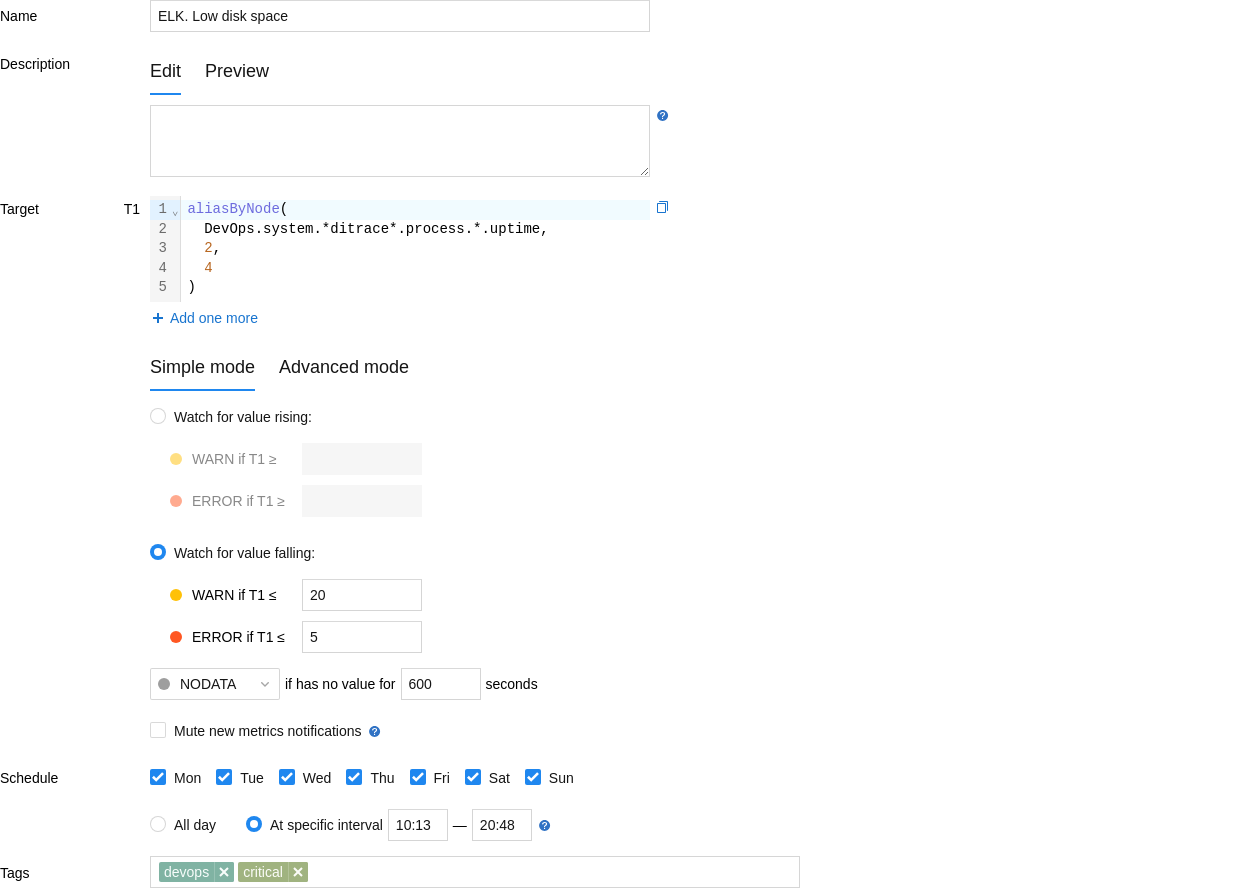 Name ELK. Low disk space
Description Edit Preview
Target T1 1 aliasByNode(
2 DevOps.system.*ditrace*.process.*.uptime,
3 2,
4 4
5 )
Add one more
Simple mode Advanced mode
Watch for value rising:
WARN if T1 ≥
ERROR if T1 ≥
Watch for value falling:
WARN if T1 ≤ 20
ERROR if T1 ≤ 5
NODATA if has no value for 600 seconds
Mute new metrics notifications ?
Schedule Mon Tue Wed Thu Fri Sat Sun
All day At specific interval 10:13 — 20:48 ?
Tags devops critical